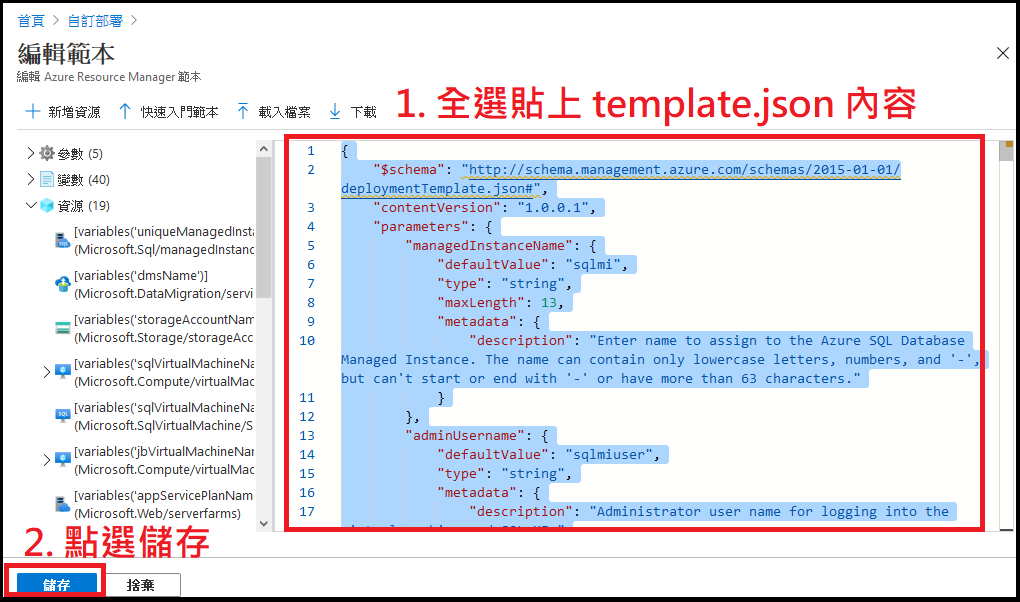 首頁 > 自訂部署 >
編輯範本
編輯 Azure Resource Manager 範本
新增資源 快速入門範本 載入檔案 下載
1. 全選貼上 template.json 內容
參數 (5)
變數 (40)
資源 (19)
[variables('uniqueManagedInsta
(Microsoft.Sql/managedInstanc
[variables('dmsName')]
(Microsoft.DataMigration/servi
[variables('storageAccountNam
(Microsoft.Storage/storageAcc
[variables('sqlVirtualMachineNa
(Microsoft.Compute/virtualMac
[variables('sqlVirtualMachineNa
(Microsoft.SqlVirtualMachine/S
[variables('jbVirtualMachineNam
(Microsoft.Compute/virtualMac
[variables('appServicePlanNam
(Microsoft.Web/serverfarms)
1 {
2 "$schema": "http://schema.management.azure.com/schemas/2015-01-01/
deploymentTemplate.json#",
3 "contentVersion": "1.0.0.1",
4 "parameters": {
5 "managedInstanceName": {
6 "defaultValue": "sqlmi",
7 "type": "string",
8 "maxLength": 13,
9 "metadata": {
10 "description": "Enter name to assign to the Azure SQL Database
Managed Instance. The name can contain only lowercase letters, numbers, and '-',
but can't start or end with '-' or have more than 63 characters."
11 }
12 },
13 "adminUsername": {
14 "defaultValue": "sqlmiuser",
15 "type": "string",
16 "metadata": {
17 "description": "Administrator user name for logging into the
2. 點選儲存
儲存 捨棄